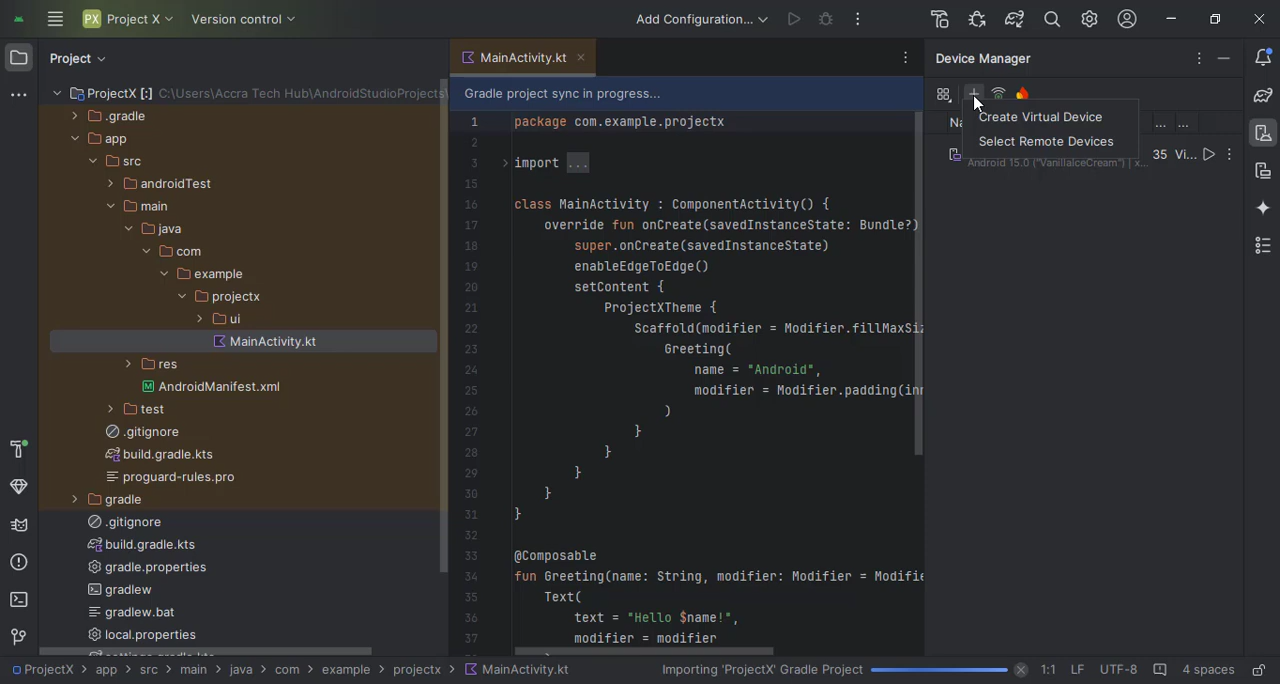 PX Project X Version control Add Configuration...
Project
MainActivity.kt
Device Manager
ProjectX [:] C:\Users\Accra Tech Hub\AndroidStudioProjects\
.gradle
app
src
androidTest
main
java
com
example
projectx
ui
MainActivity.kt
res
AndroidManifest.xml
test
.gitignore
build.gradle.kts
proguard-rules.pro
gradle
.gitignore
build.gradle.kts
gradle.properties
gradlew
gradlew.bat
local.properties
Gradle project sync in progress...
1 package com.example.projectx
2
3 import ...
15
16 class MainActivity : ComponentActivity() {
17 override fun onCreate(savedInstanceState: Bundle?)
18 super.onCreate(savedInstanceState)
19 enableEdgeToEdge()
20 setContent {
21 ProjectXTheme {
22 Scaffold(modifier = Modifier.fillMaxSiz
23 Greeting(
24 name = "Android",
25 modifier = Modifier.padding(inn
26 )
27 }
28 }
29 }
30 }
31 }
32
33 @Composable
34 fun Greeting(name: String, modifier: Modifier = Modifie
35 Text(
36 text = "Hello $name!",
37 modifier = modifier
Na ... ...
Create Virtual Device
Select Remote Devices
35 Vi...
Android 15.0 ("VanillaIceCream") | x...
ProjectX > app > src > main > java > com > example > projectx > MainActivity.kt Importing 'ProjectX' Gradle Project 1:1 LF UTF-8 4 spaces